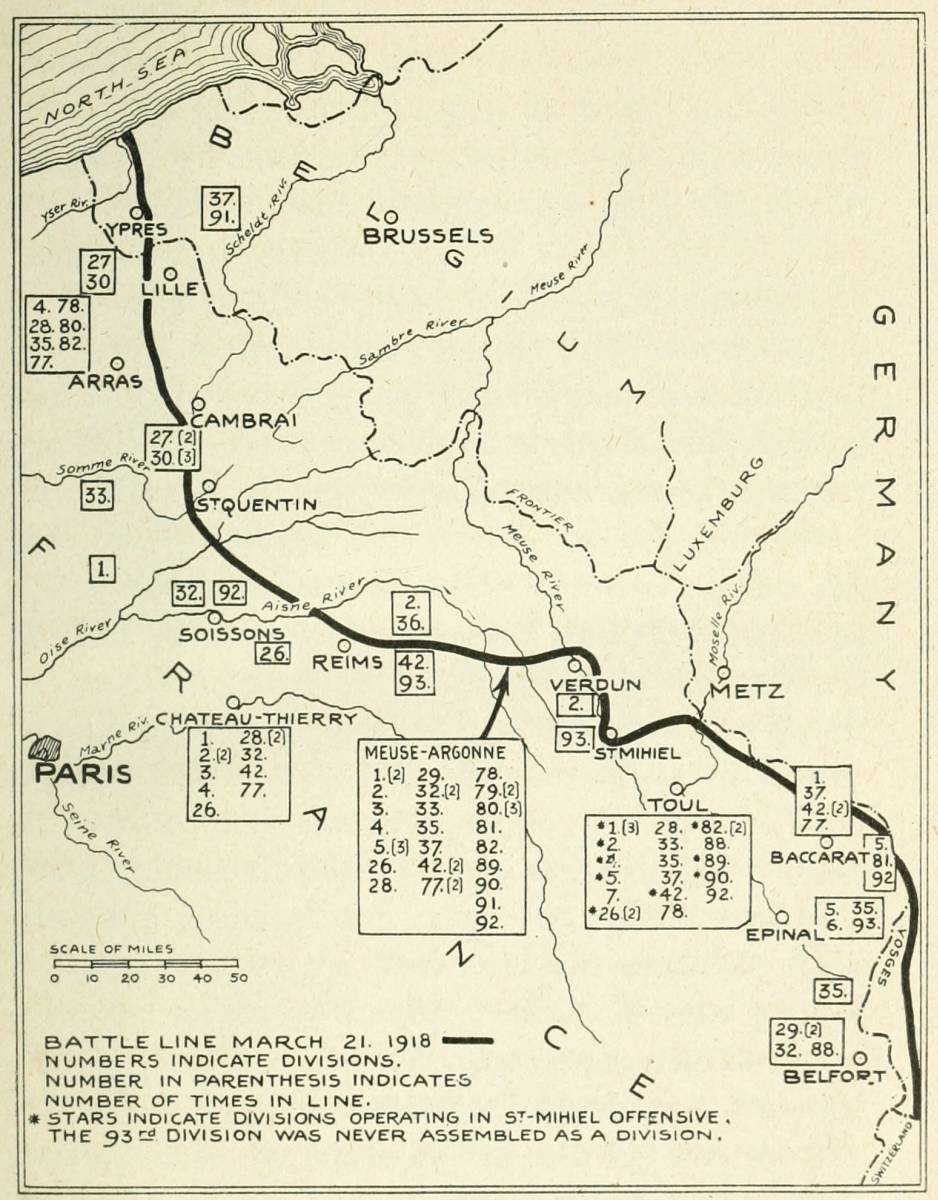 NORTH SEA
B
E
L
G
I
U
M
37.
91.
Yser Riv.
YPRES
Scheldt Riv.
BRUSSELS
27
30
LILLE
Meuse River
Sambre River
4. 78.
28. 80.
35. 82.
77.
ARRAS
GERMANY
CAMBRAI
27. (2)
30. (3)
Somme River
33.
ST QUENTIN
FRONTIER
LUXEMBURG
Meuse River
F
R
A
N
C
E
1.
32.
92.
Aisne River
2.
36.
Oise River
SOISSONS
26.
REIMS
42.
93.
Moselle Riv.
VERDUN
METZ
2.
93.
ST MIHIEL
CHATEAU-THIERRY
Marne Riv.
PARIS
1. 28.(2)
2.(2) 32.
3. 42.
4. 77.
26.
MEUSE-ARGONNE
1.(2) 29. 78.
2. 32.(2) 79.(2)
3. 33. 80.(3)
4. 35. 81.
5.(3) 37. 82.
26. 42.(2) 89.
28. 77.(2) 90.
91.
92.
TOUL
*1.(3) 28. *82.(2)
*2. 33. 88.
*4. 35. *89.
*5. 37. *90.
7. *42. 92.
*26(2) 78.
1.
37.
42.(2)
77.
BACCARAT
5.
81.
92
Seine River
EPINAL
5. 35.
6. 93.
VOSGES
35.
29.(2)
32. 88.
BELFORT
SWITZERLAND
SCALE OF MILES
0 10 20 30 40 50
BATTLE LINE MARCH 21. 1918
NUMBERS INDICATE DIVISIONS.
NUMBER IN PARENTHESIS INDICATES
NUMBER OF TIMES IN LINE.
* STARS INDICATE DIVISIONS OPERATING IN ST-MIHIEL OFFENSIVE.
THE 93rd DIVISION WAS NEVER ASSEMBLED AS A DIVISION.